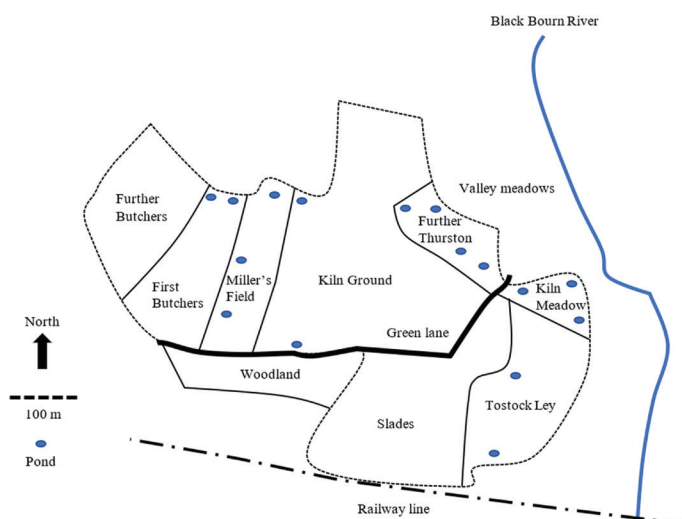 Black Bourn River
Valley meadows
Further
Butchers
Further
Thurston
First
Butchers
Miller's
Field
Kiln Ground
Kiln
Meadow
North
Green lane
Woodland
100 m
Tostock Ley
Slades
Pond
Railway line